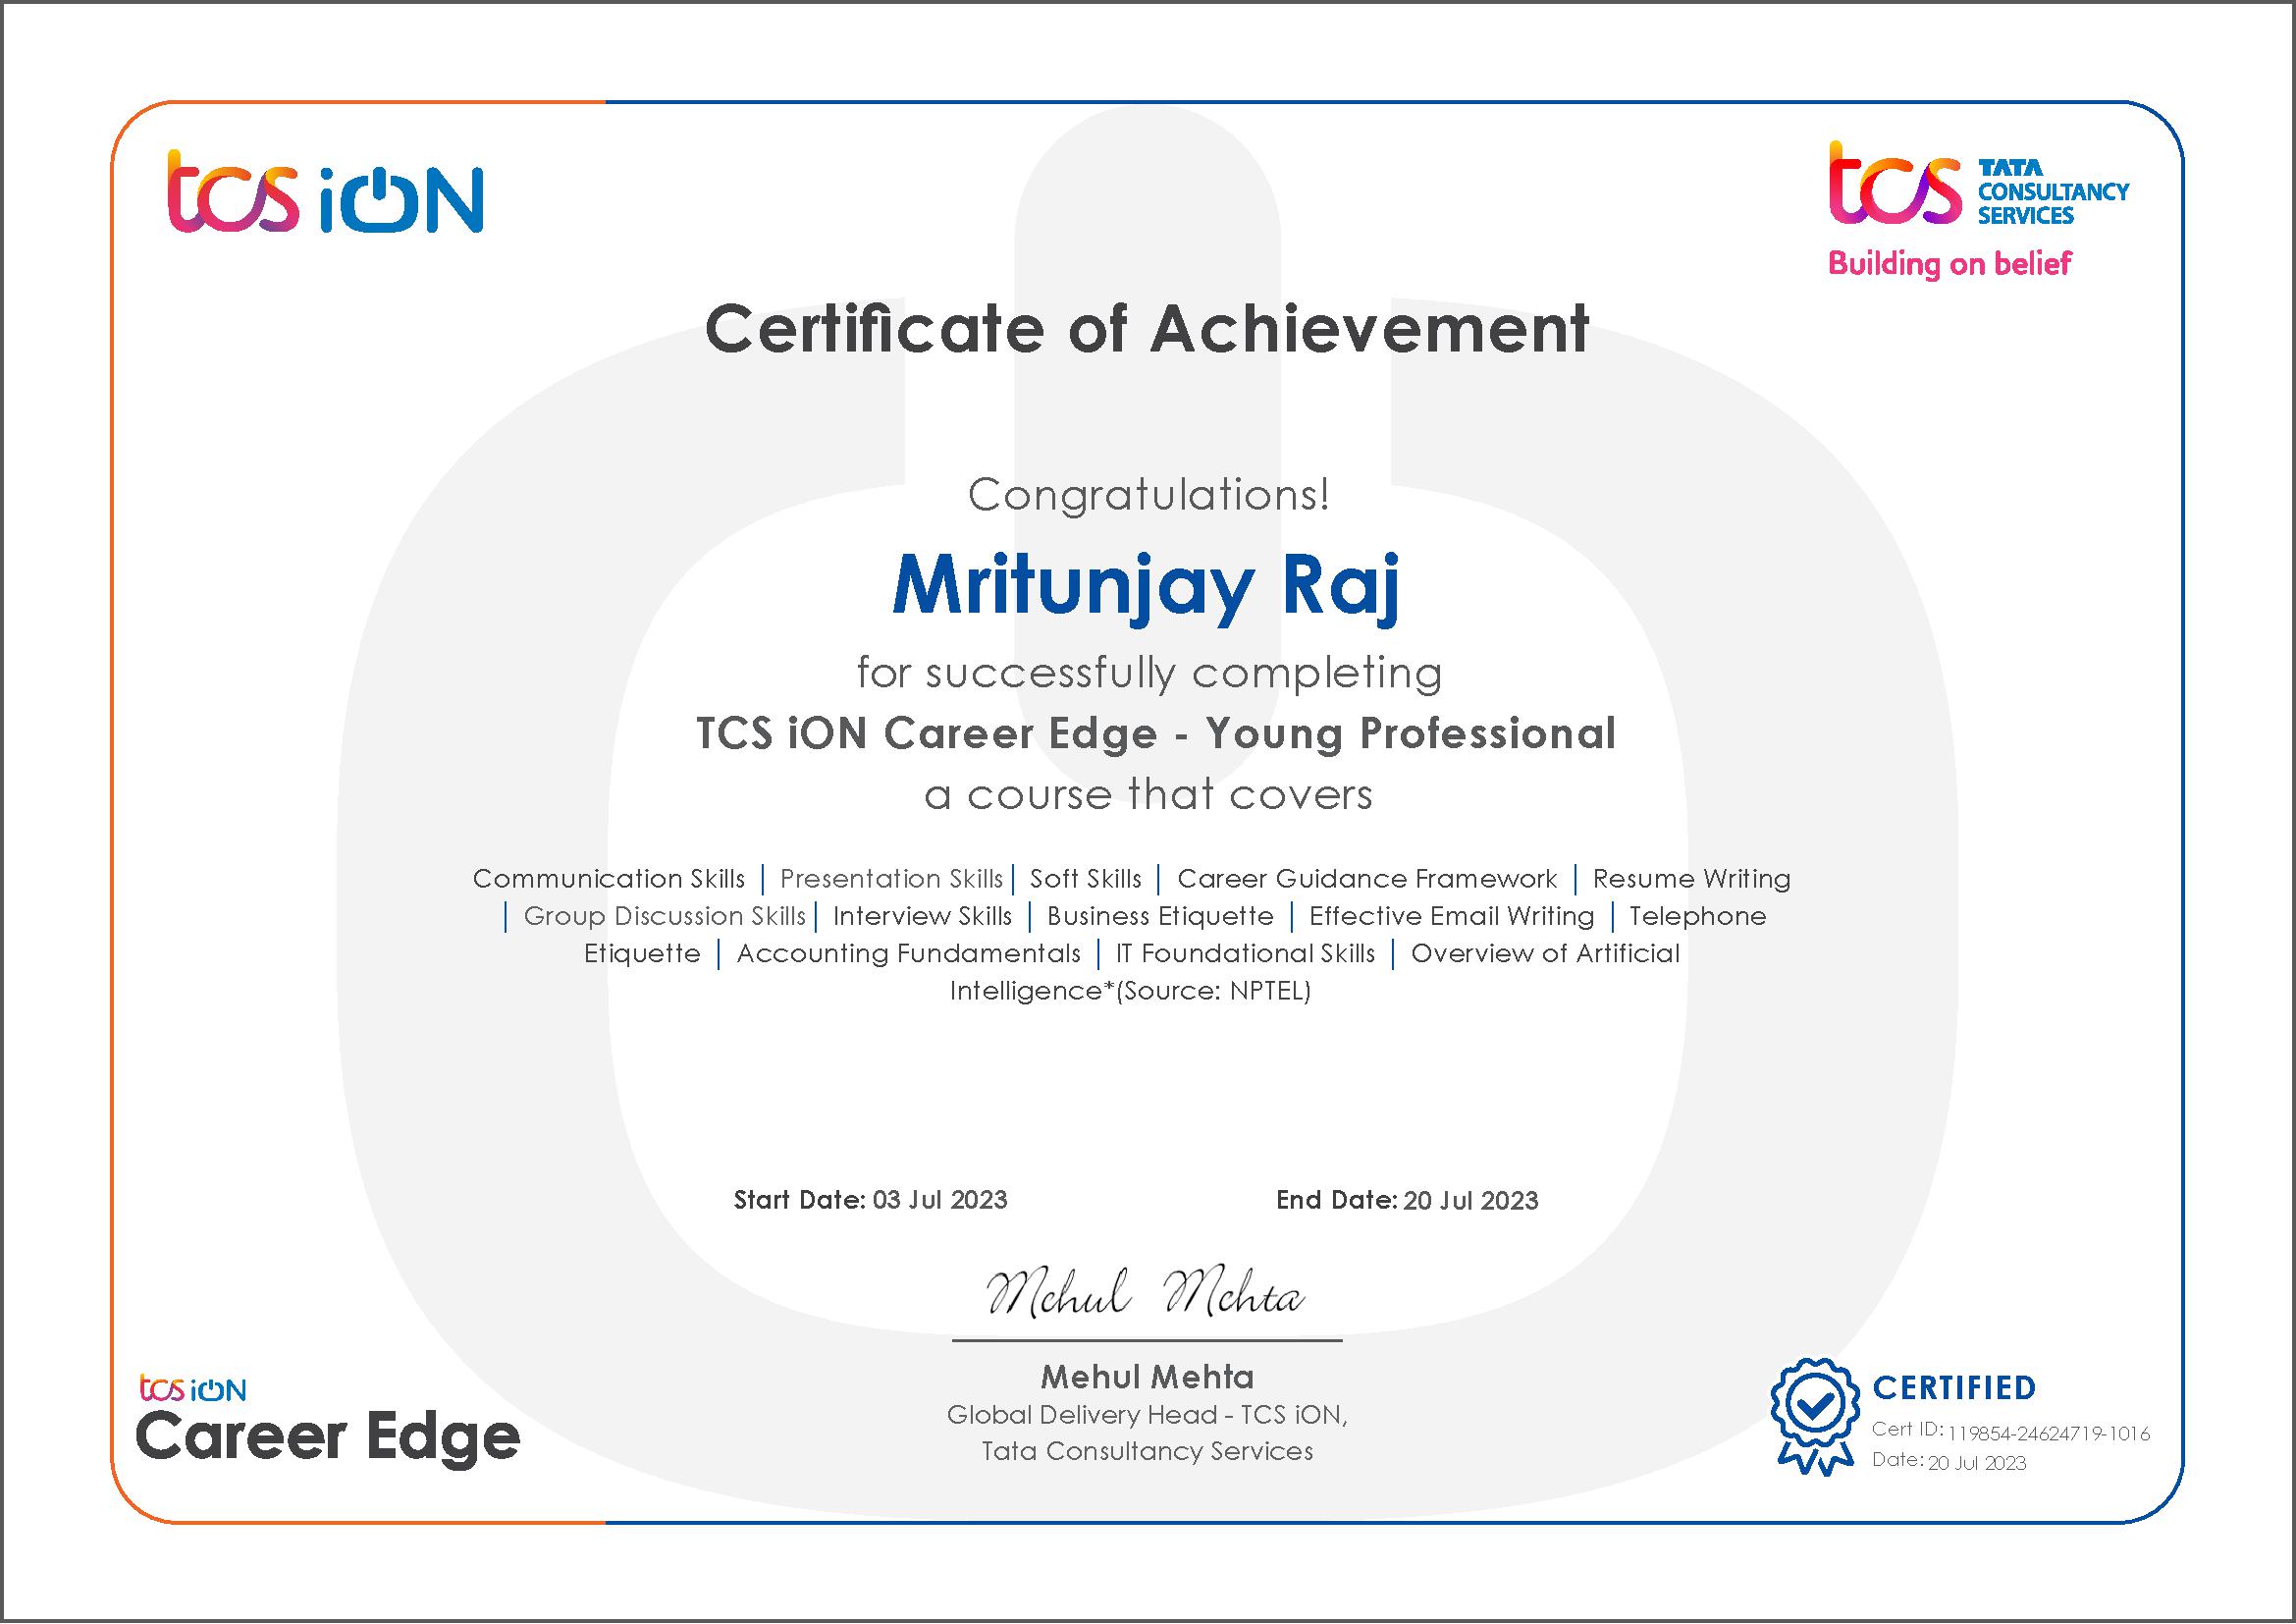 tcs iON
tcs TATA
CONSULTANCY
SERVICES
Building on belief
Certificate of Achievement
Congratulations!
Mritunjay Raj
for successfully completing
TCS iON Career Edge - Young Professional
a course that covers
Communication Skills | Presentation Skills | Soft Skills | Career Guidance Framework | Resume Writing
| Group Discussion Skills | Interview Skills | Business Etiquette | Effective Email Writing | Telephone
Etiquette | Accounting Fundamentals | IT Foundational Skills | Overview of Artificial
Intelligence*(Source: NPTEL)
Start Date: 03 Jul 2023 End Date: 20 Jul 2023
Mehul Mehta
Mehul Mehta
Global Delivery Head - TCS iON,
Tata Consultancy Services
tcs iON
Career Edge
CERTIFIED
Cert ID: 119854-24624719-1016
Date: 20 Jul 2023